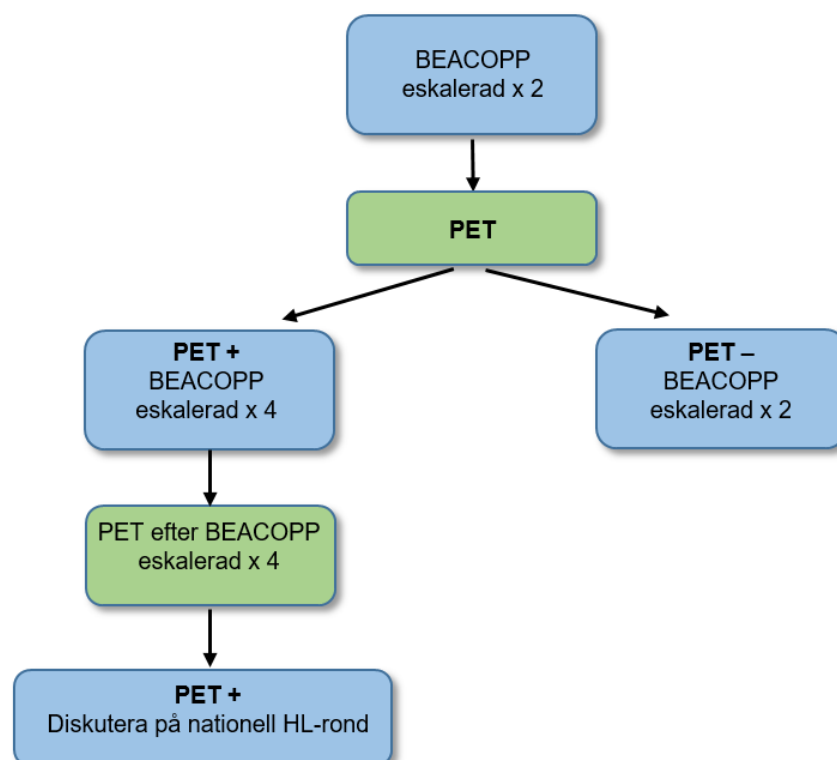 BEACOPP
eskalerad x 2
PET
PET +
BEACOPP
eskalerad x 4
PET –
BEACOPP
eskalerad x 2
PET efter BEACOPP
eskalerad x 4
PET +
Diskutera på nationell HL-rond